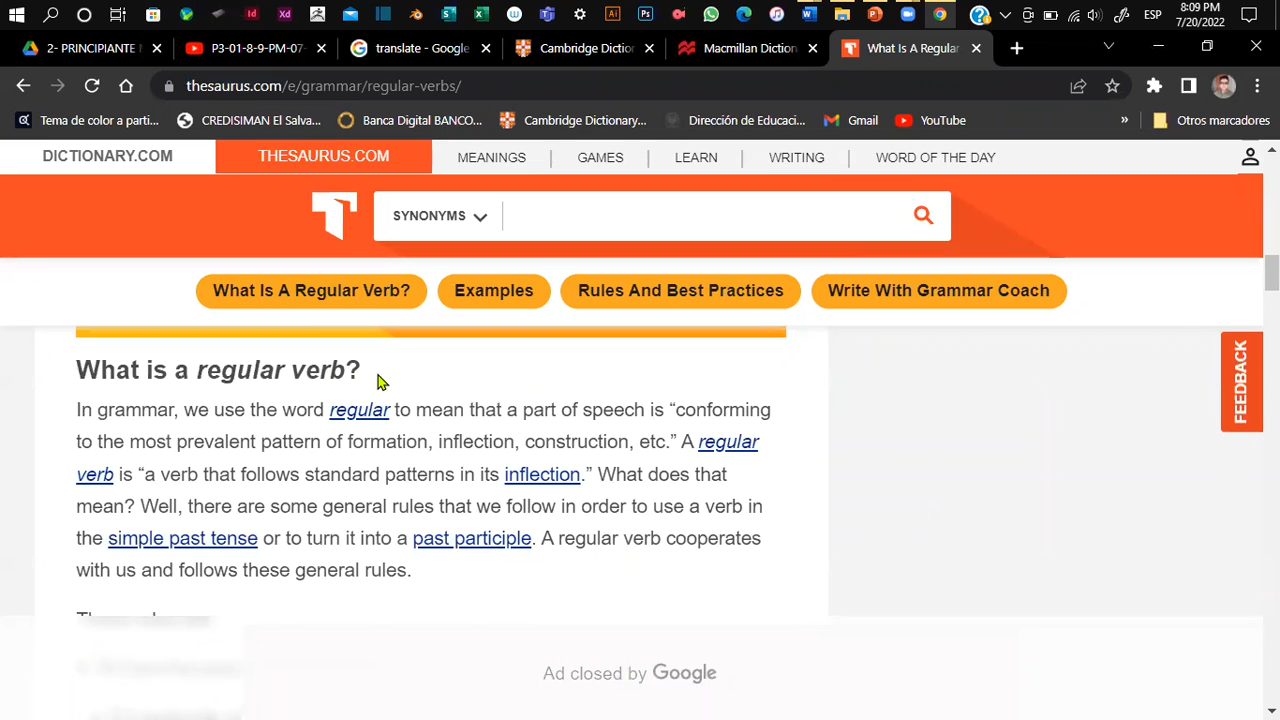 8:09 PM
ESP
7/20/2022
2- PRINCIPIANTE
P3-01-8-9-PM-07-
translate - Google
Cambridge Dictio
Macmillan Diction
What Is A Regular
thesaurus.com/e/grammar/regular-verbs/
Tema de color a parti...
CREDISIMAN El Salva...
Banca Digital BANCO...
Cambridge Dictionary...
Dirección de Educaci...
Gmail
YouTube
»
Otros marcadores
DICTIONARY.COM
THESAURUS.COM
MEANINGS
GAMES
LEARN
WRITING
WORD OF THE DAY
SYNONYMS
What Is A Regular Verb?
Examples
Rules And Best Practices
Write With Grammar Coach
FEEDBACK
What is a regular verb?
In grammar, we use the word regular to mean that a part of speech is “conforming
to the most prevalent pattern of formation, inflection, construction, etc.” A regular
verb is “a verb that follows standard patterns in its inflection.” What does that
mean? Well, there are some general rules that we follow in order to use a verb in
the simple past tense or to turn it into a past participle. A regular verb cooperates
with us and follows these general rules.
Ad closed by Google